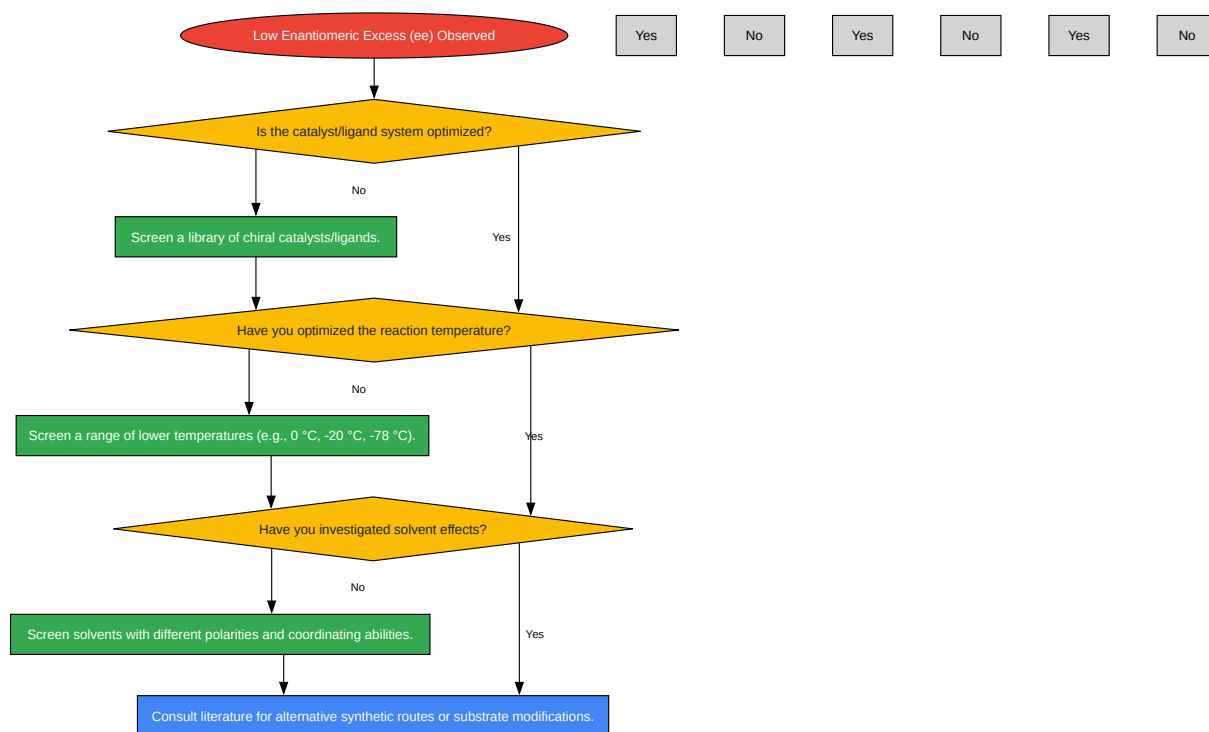 Low Enantiomeric Excess (ee) Observed
Yes
No
Yes
No
Yes
No
Is the catalyst/ligand system optimized?
No
Screen a library of chiral catalysts/ligands.
Yes
Have you optimized the reaction temperature?
No
Screen a range of lower temperatures (e.g., 0 °C, -20 °C, -78 °C).
Yes
Have you investigated solvent effects?
No
Screen solvents with different polarities and coordinating abilities.
Yes
Consult literature for alternative synthetic routes or substrate modifications.